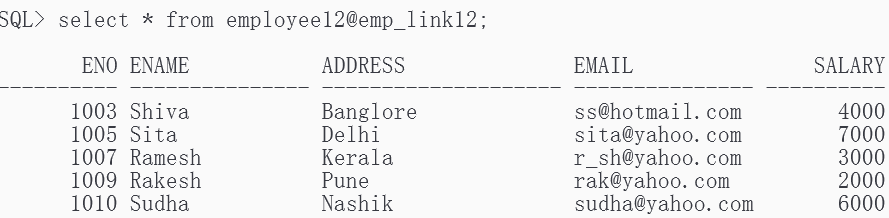 SQL> select * from employee12@emp_link12;
ENO ENAME ADDRESS EMAIL SALARY
---------- --------------- -------------------- --------------- ----------
1003 Shiva Banglore ss@hotmail.com 4000
1005 Sita Delhi sita@yahoo.com 7000
1007 Ramesh Kerala r_sh@yahoo.com 3000
1009 Rakesh Pune rak@yahoo.com 2000
1010 Sudha Nashik sudha@yahoo.com 6000